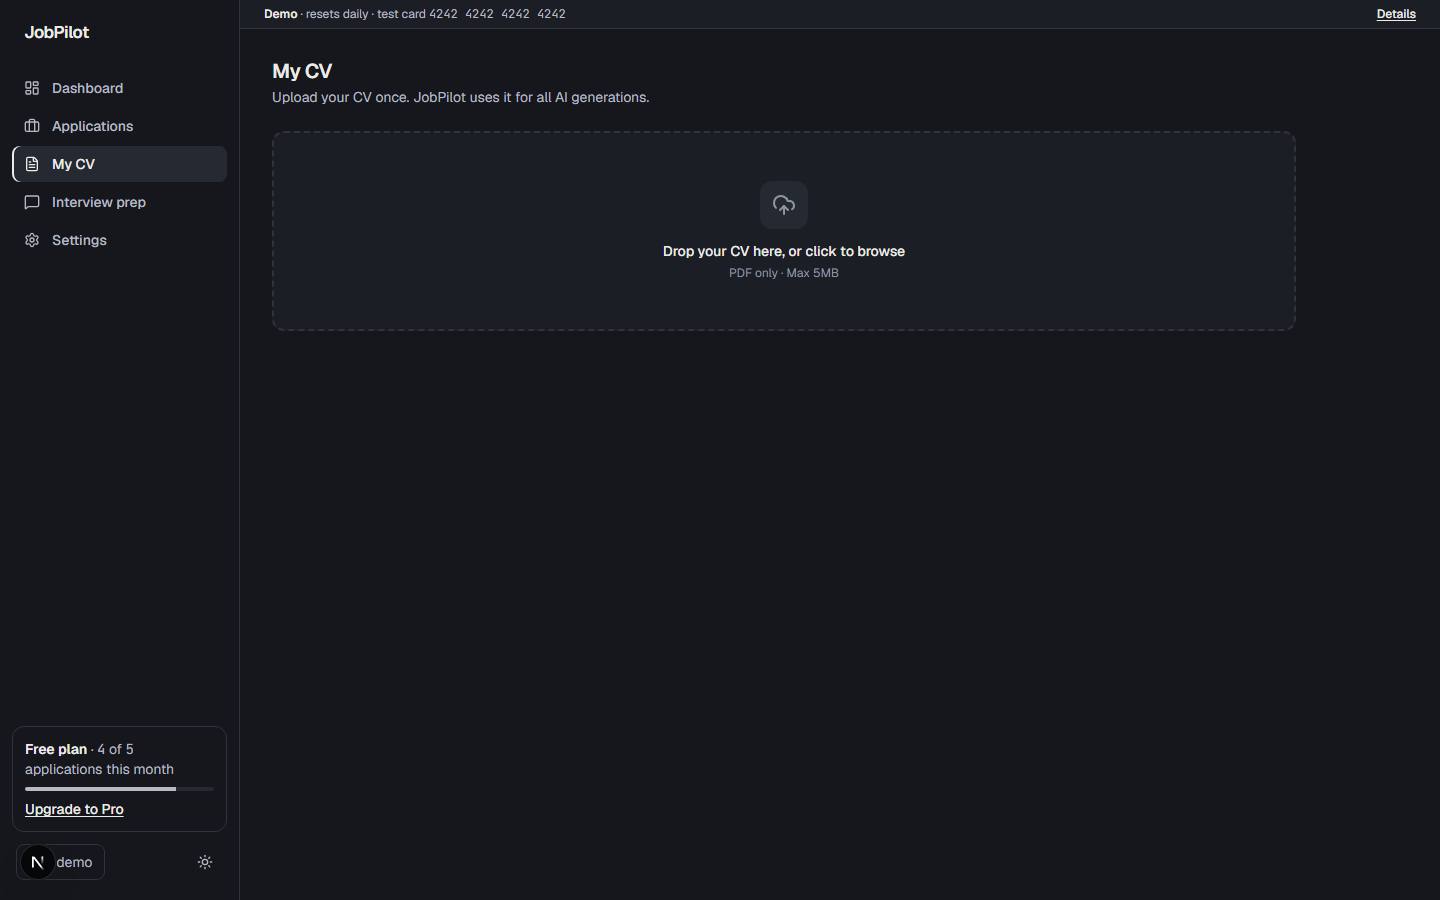 JobPilot
Dashboard
Applications
My CV
Interview prep
Settings
Free plan · 4 of 5
applications this month
Upgrade to Pro
N demo
Demo · resets daily · test card 4242 4242 4242 4242
Details
My CV
Upload your CV once. JobPilot uses it for all AI generations.
Drop your CV here, or click to browse
PDF only · Max 5MB